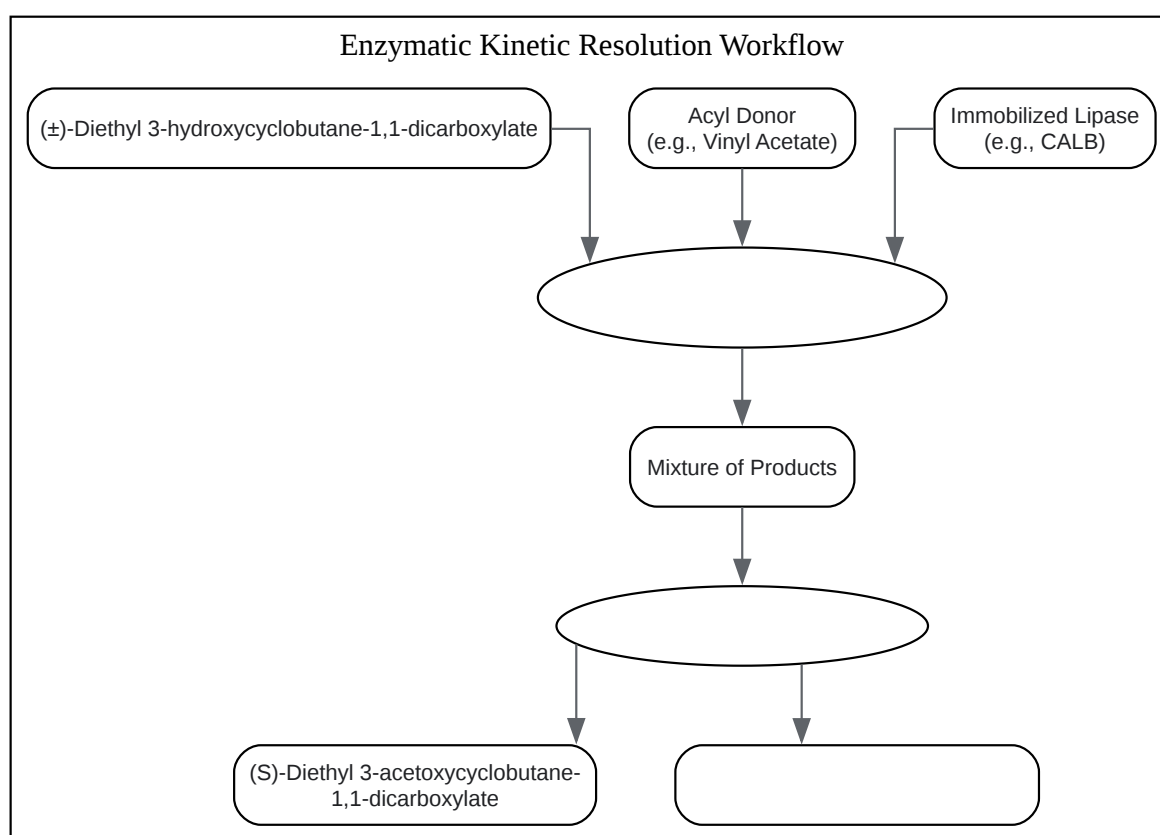 Enzymatic Kinetic Resolution Workflow
(±)-Diethyl 3-hydroxycyclobutane-1,1-dicarboxylate
Acyl Donor
(e.g., Vinyl Acetate)
Immobilized Lipase
(e.g., CALB)
Mixture of Products
(S)-Diethyl 3-acetoxycyclobutane-
1,1-dicarboxylate